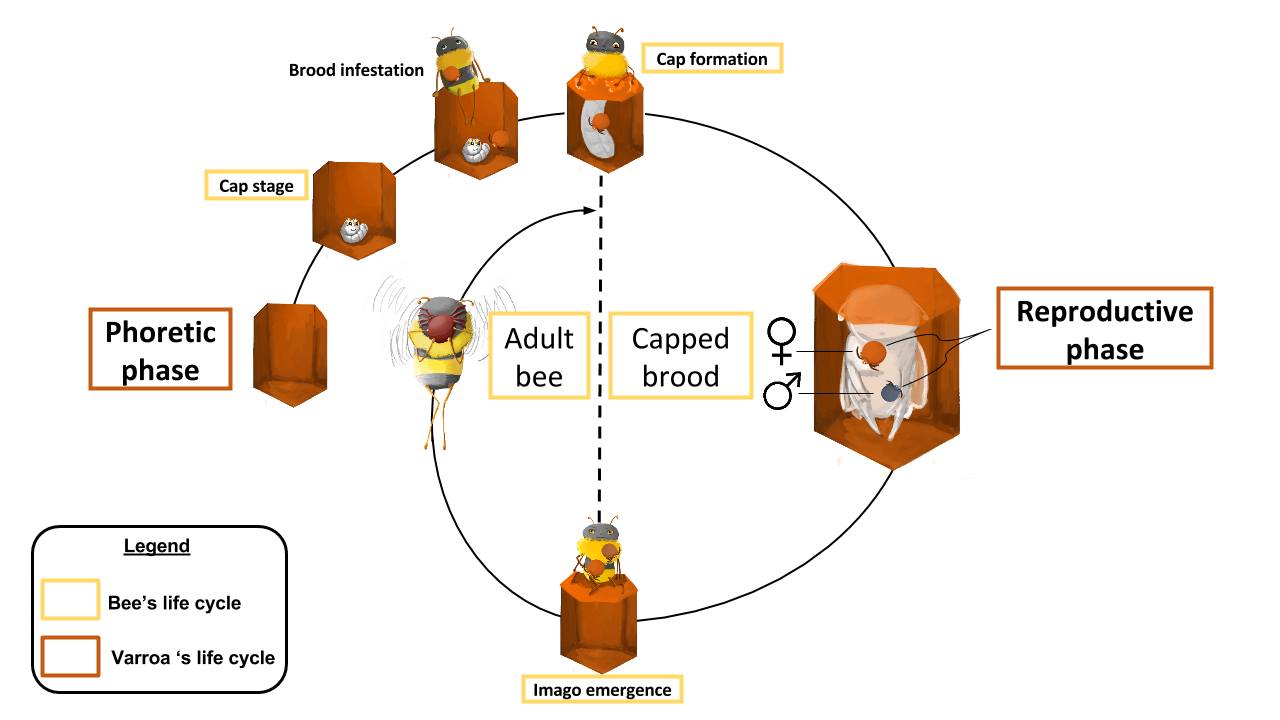 Brood infestation
Cap formation
Cap stage
Phoretic
phase
Adult
bee
Capped
brood
♀
♂
Reproductive
phase
Legend
Bee’s life cycle
Varroa ‘s life cycle
Imago emergence